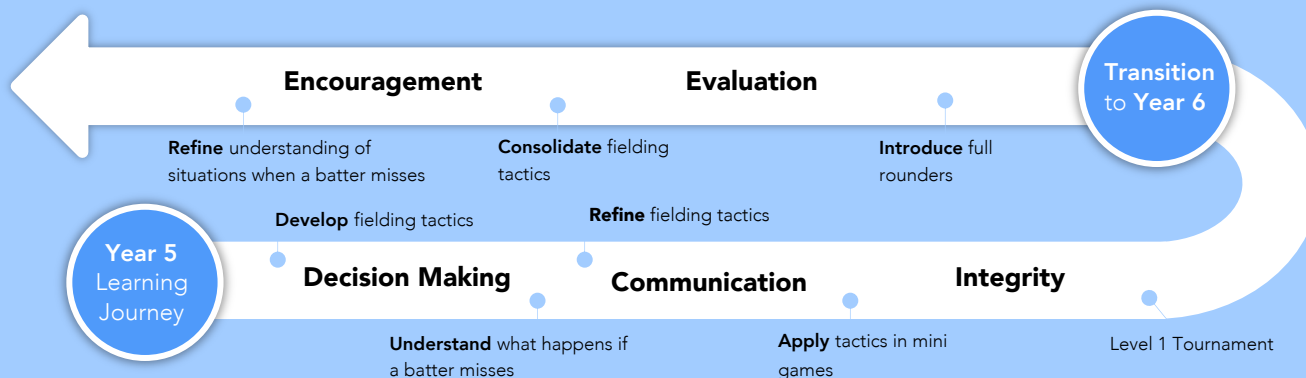 Encouragement
Evaluation
Transition
to Year 6
Refine understanding of
situations when a batter misses
Consolidate fielding
tactics
Introduce full
rounders
Develop fielding tactics
Refine fielding tactics
Year 5
Learning
Journey
Decision Making
Communication
Integrity
Understand what happens if
a batter misses
Apply tactics in mini
games
Level 1 Tournament